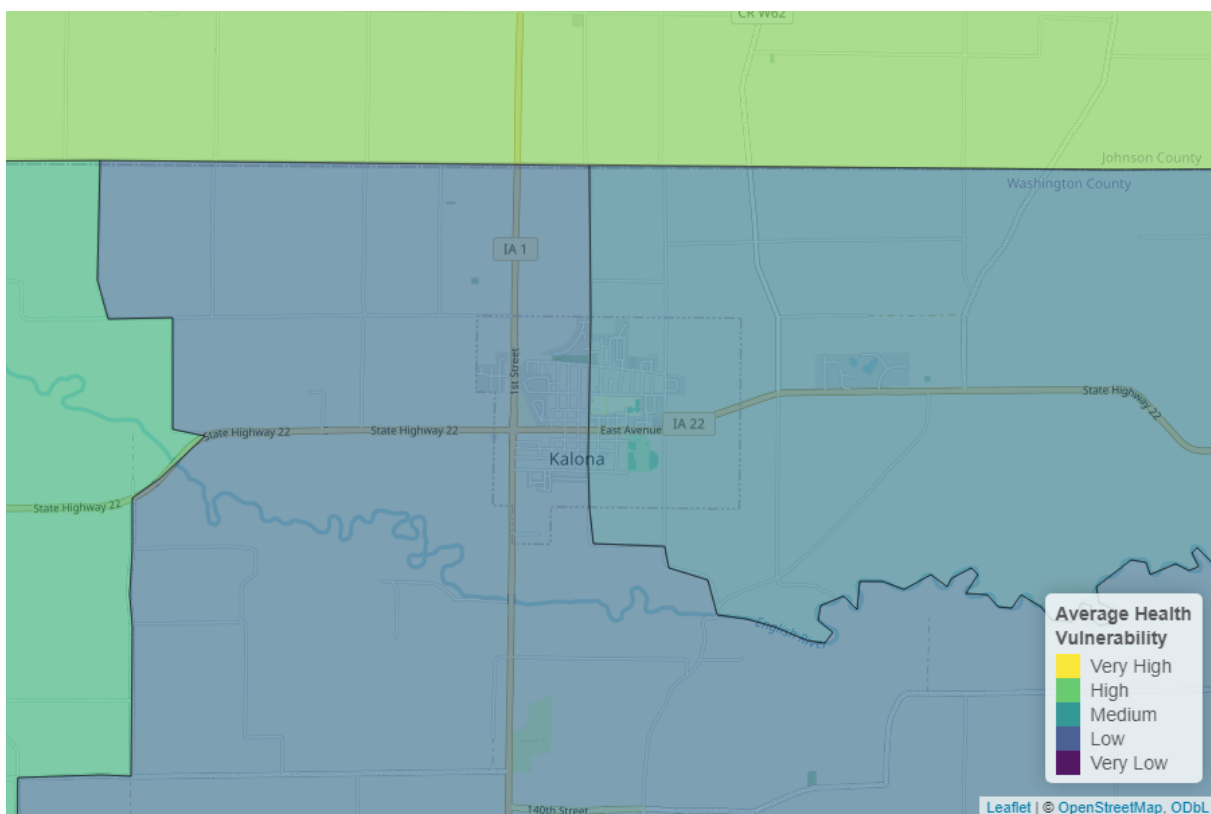 CR W62
Johnson County
Washington County
IA 1
1st Street
State Highway 22
State Highway 22
State Highway 22
East Avenue
IA 22
State Highway 22
Kalona
English River
140th Street
Average Health
Vulnerability
Very High
High
Medium
Low
Very Low
Leaflet | © OpenStreetMap, ODbL